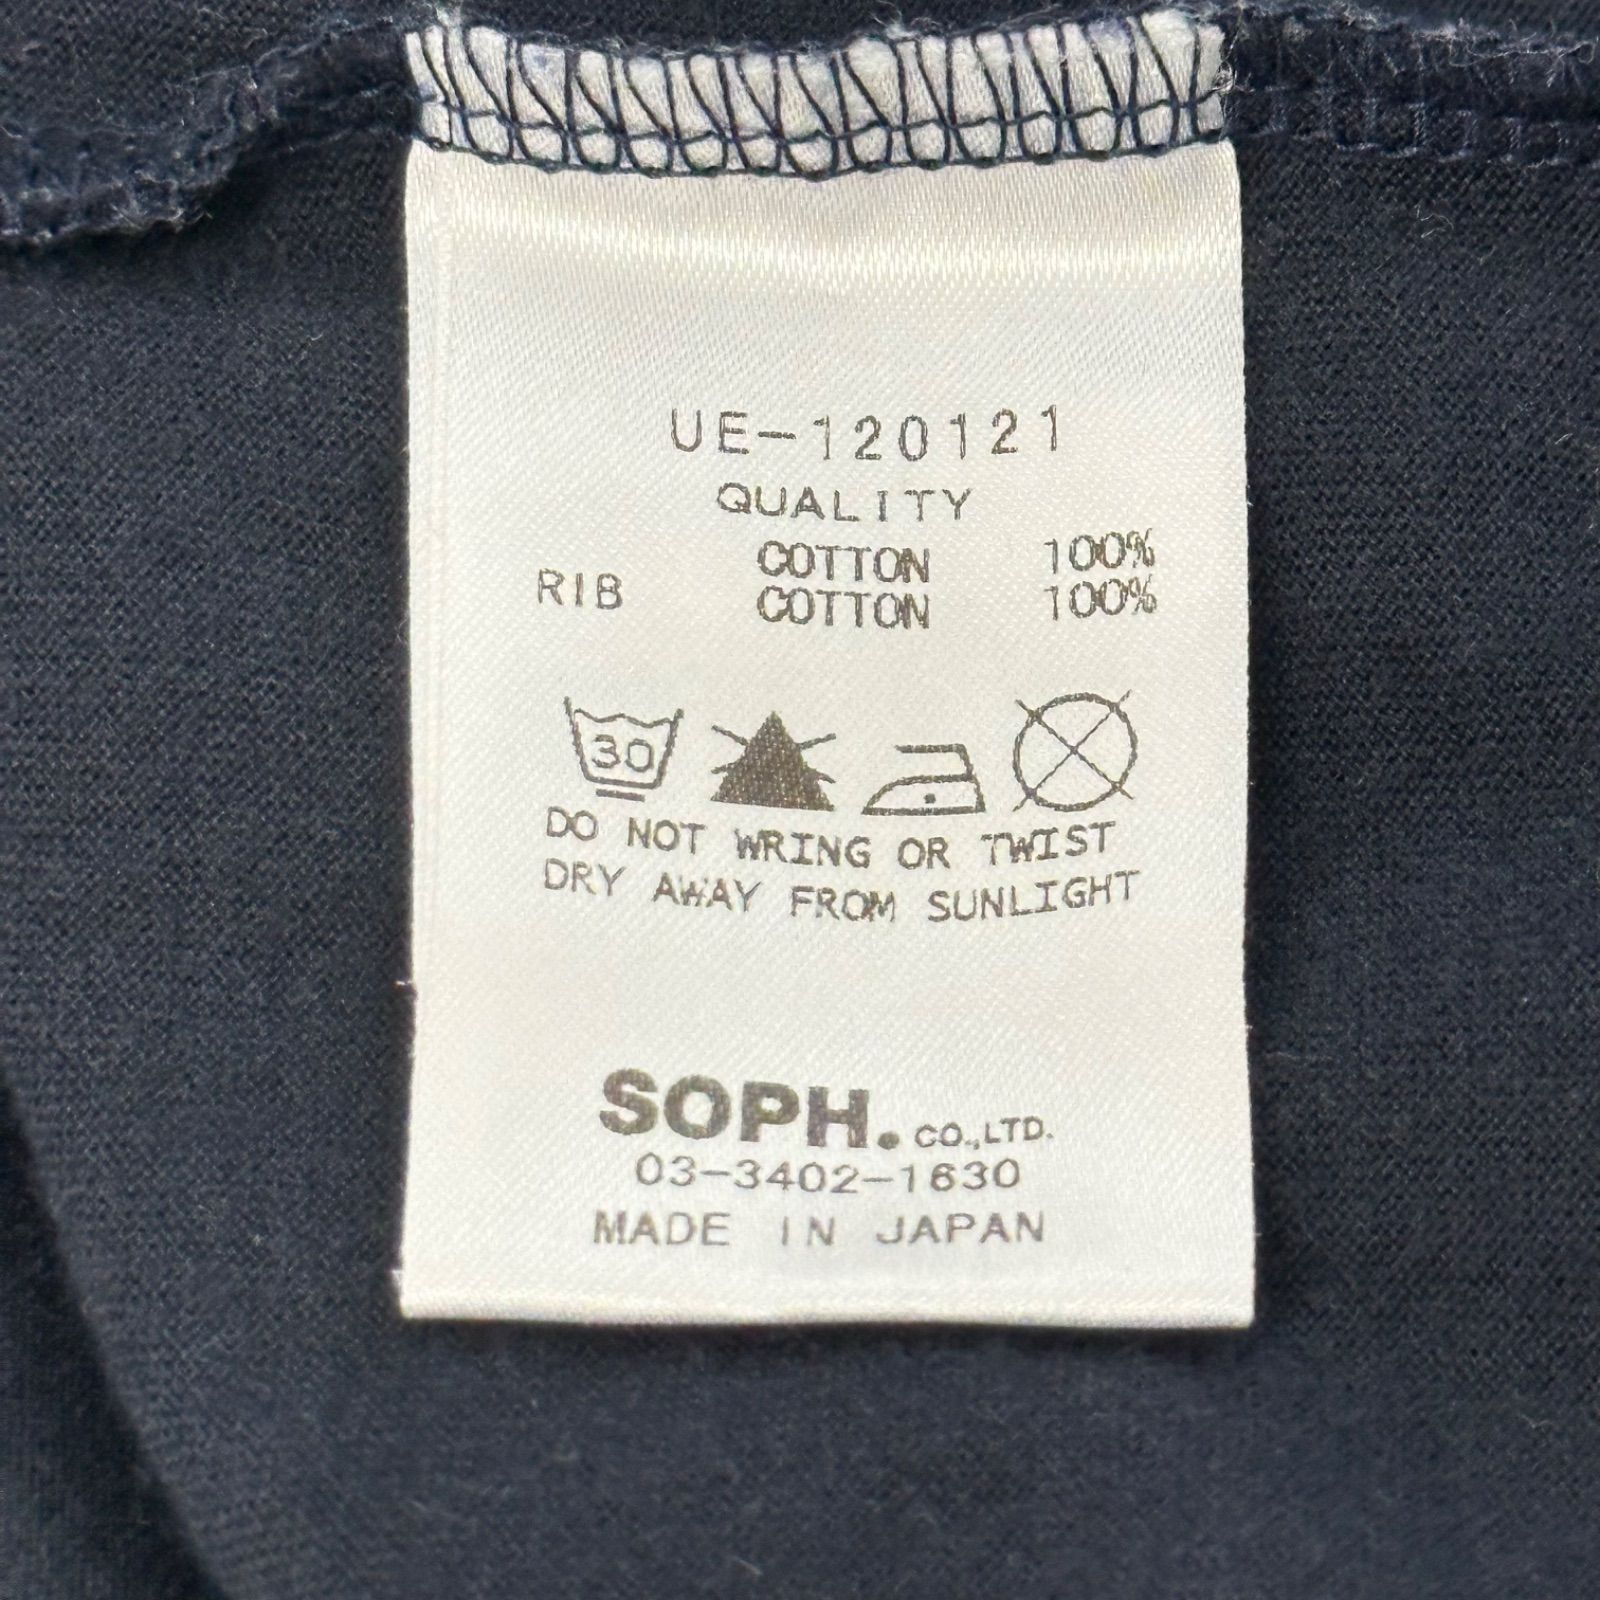 UE-120121
QUALITY
COTTON 100%
RIB COTTON 100%
30
DO NOT WRING OR TWIST
DRY AWAY FROM SUNLIGHT
SOPH. CO.,LTD.
03-3402-1630
MADE IN JAPAN